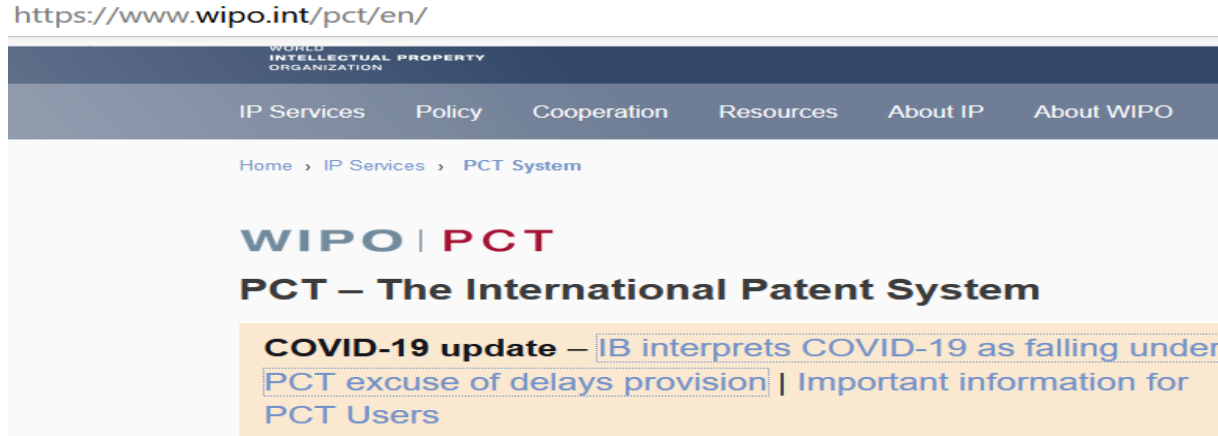 https://www.wipo.int/pct/en/
WORLD
INTELLECTUAL PROPERTY
ORGANIZATION
IP Services Policy Cooperation Resources About IP About WIPO
Home › IP Services › PCT System
WIPO | PCT
PCT – The International Patent System
COVID-19 update – IB interprets COVID-19 as falling under
PCT excuse of delays provision | Important information for
PCT Users